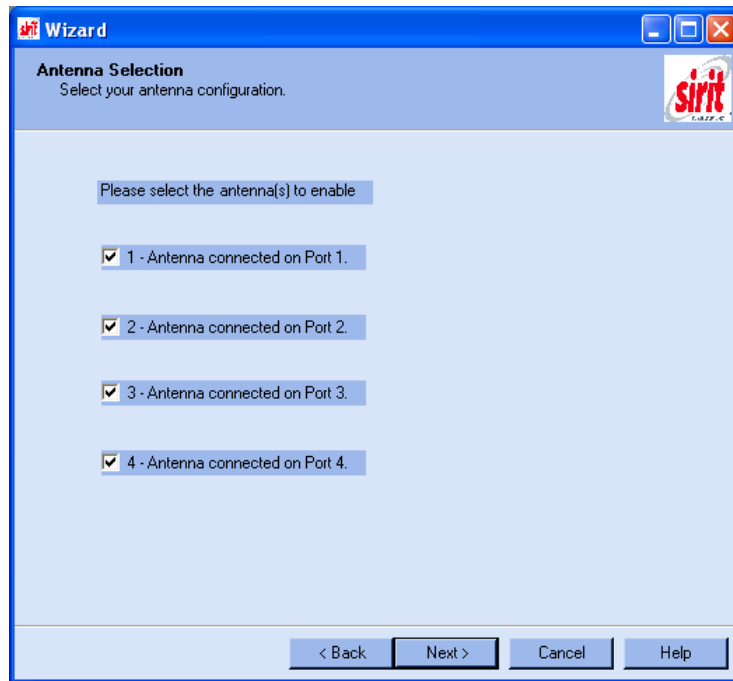 sirit Wizard
Antenna Selection
Select your antenna configuration.
sirit
Please select the antenna(s) to enable
1 - Antenna connected on Port 1.
2 - Antenna connected on Port 2.
3 - Antenna connected on Port 3.
4 - Antenna connected on Port 4.
< Back Next > Cancel Help